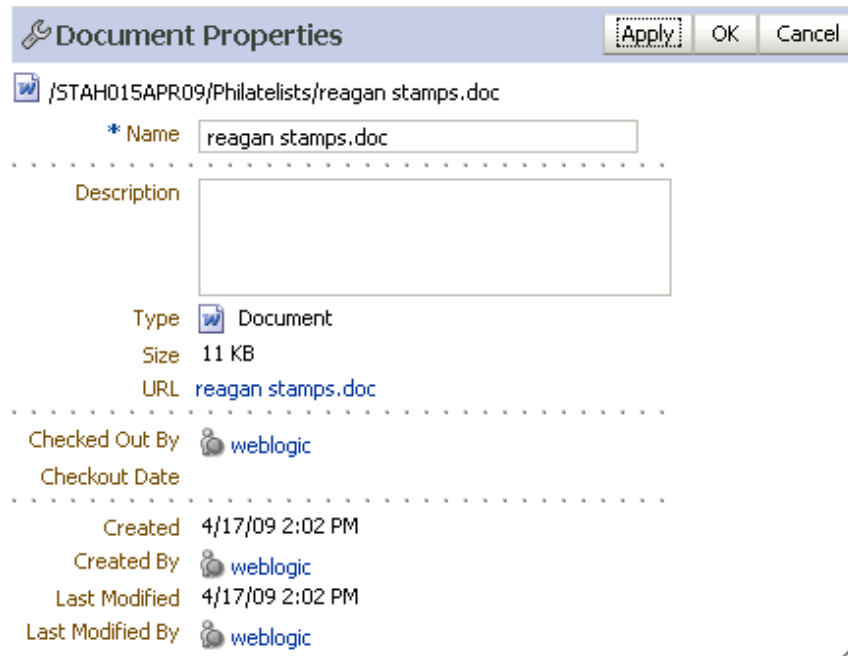 Document Properties Apply OK Cancel
/STAH015APR09/Philatelists/reagan stamps.doc
* Name reagan stamps.doc
Description
Type Document
Size 11 KB
URL reagan stamps.doc
Checked Out By weblogic
Checkout Date
Created 4/17/09 2:02 PM
Created By weblogic
Last Modified 4/17/09 2:02 PM
Last Modified By weblogic